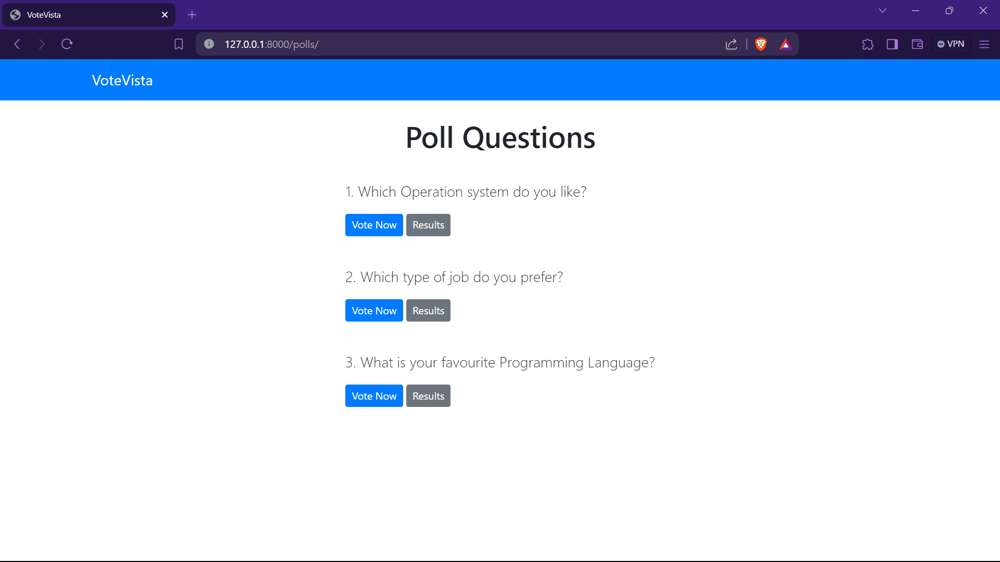 VoteVista
127.0.0.1:8000/polls/
VPN
VoteVista
Poll Questions
1. Which Operation system do you like?
Vote Now Results
2. Which type of job do you prefer?
Vote Now Results
3. What is your favourite Programming Language?
Vote Now Results